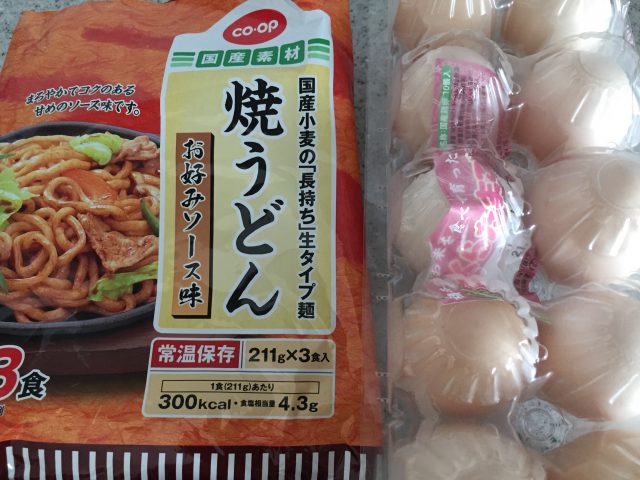 co·op
国産素材
まろやかでコクのある
甘めのソース味です。
国産小麦の「長持ち」生タイプ麺
焼うどん
お好みソース味
常温保存 211g×3食入
1食(211g)あたり
300kcal・食塩相当量4.3g
3食